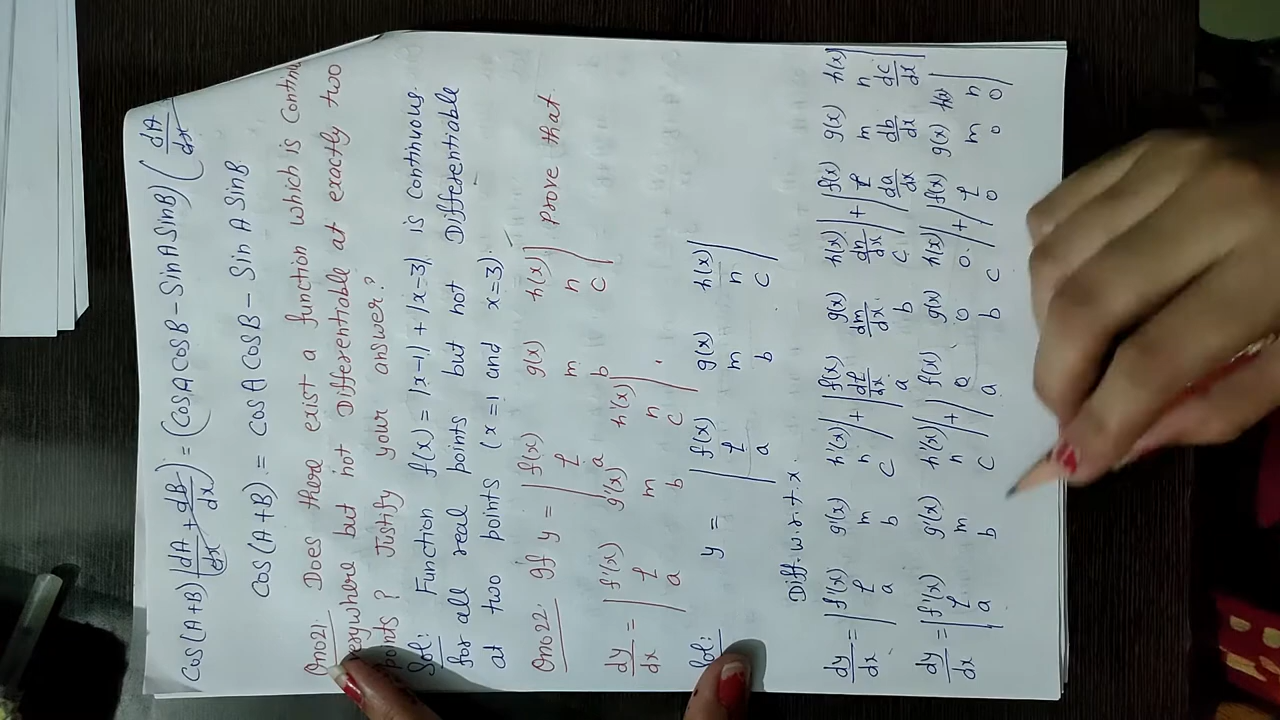 cos(A+B) (dA/dx + dB/dx) = (cosA cosB - SinA SinB) (dA/dx
cos(A+B) = cosA cosB - Sin A SinB
Qno21. Does there exist a function which is
everywhere but not Differentiable at exactly two
points? Justify your answer?
Sol: Function f(x) = |x-1| + |x-3| is continuous
for all real points but not Differentiable
at two points (x=1 and x=3).
Qno22. If y = | f(x) g(x) h(x) |
| l m n | Prove that
| a b c |
dy/dx = | f'(x) g'(x) h'(x) |
| l m n |
| a b c | .
Sol: y = | f(x) g(x) h(x) |
| l m n |
| a b c |
Diff. w.r.t x.
dy/dx = | f'(x) g'(x) h'(x) | + | f(x) g(x) h(x) | + | f(x) g(x) h(x) |
| l m n | | dl/dx dm/dx dn/dx | | l m n |
| a b c | | a b c | | da/dx db/dx dc/dx |
dy/dx = | f'(x) g'(x) h'(x) | + | f(x) g(x) h(x) | + | f(x) g(x) h(x) |
| l m n | | 0 0 0 | | l m n |
| a b c | | a b c | | 0 0 0 |